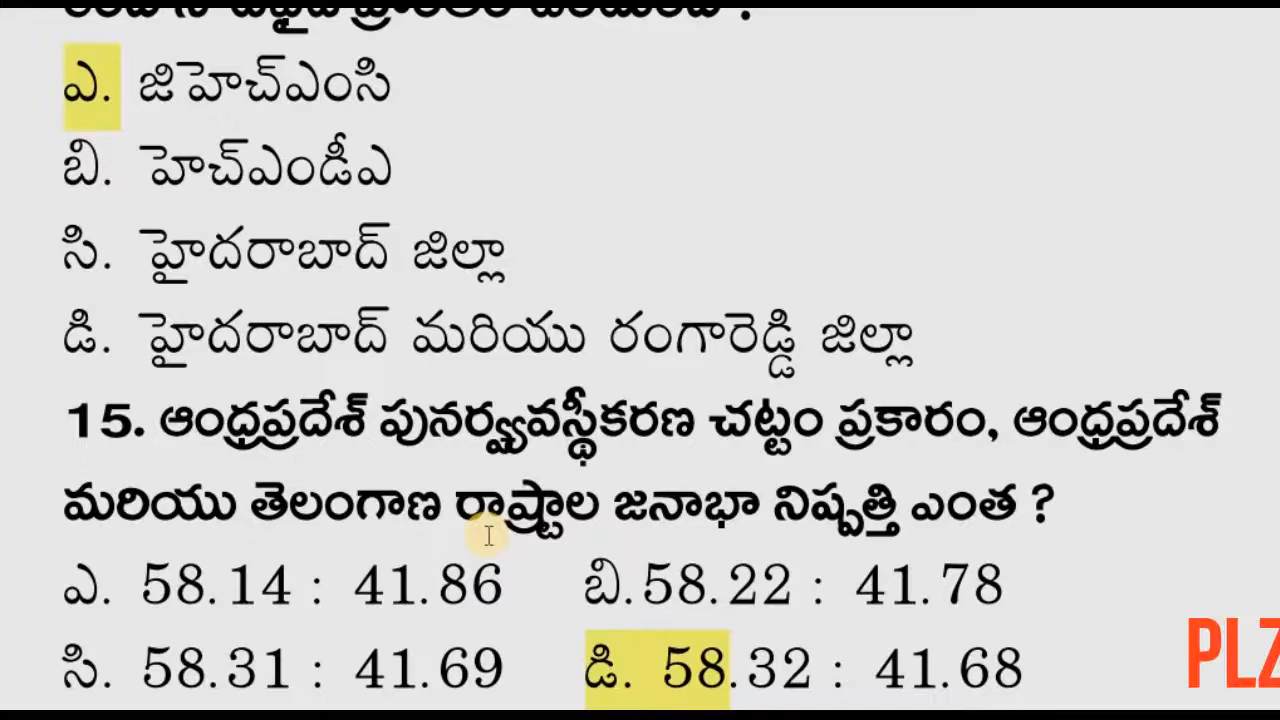 ఎ. జిహెచ్ఎంసి
బి. హెచ్ఎండీఎ
సి. హైదరాబాద్ జిల్లా
డి. హైదరాబాద్ మరియు రంగారెడ్డి జిల్లా
15. ఆంధ్రప్రదేశ్ పునర్వ్యవస్థీకరణ చట్టం ప్రకారం, ఆంధ్రప్రదేశ్
మరియు తెలంగాణ రాష్ట్రాల జనాభా నిష్పత్తి ఎంత ?
ఎ. 58.14 : 41.86 బి.58.22 : 41.78
సి. 58.31 : 41.69 డి. 58.32 : 41.68
PLZ